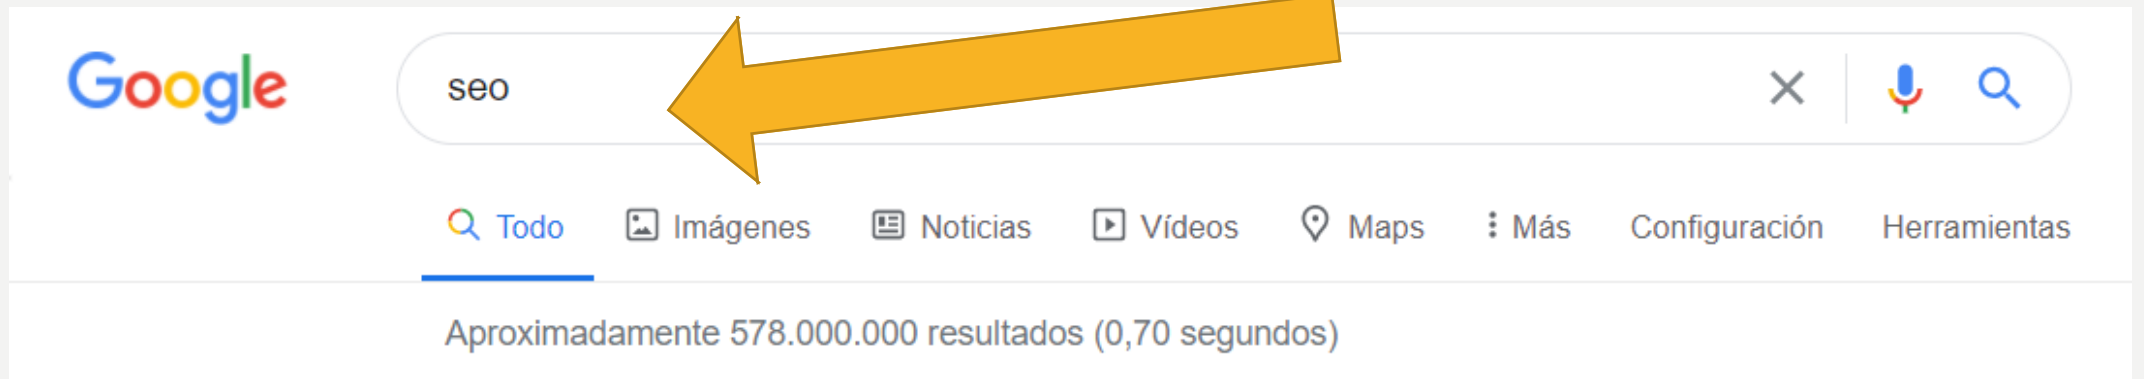 Google seo
Todo Imágenes Noticias Vídeos Maps Más Configuración Herramientas
Aproximadamente 578.000.000 resultados (0,70 segundos)